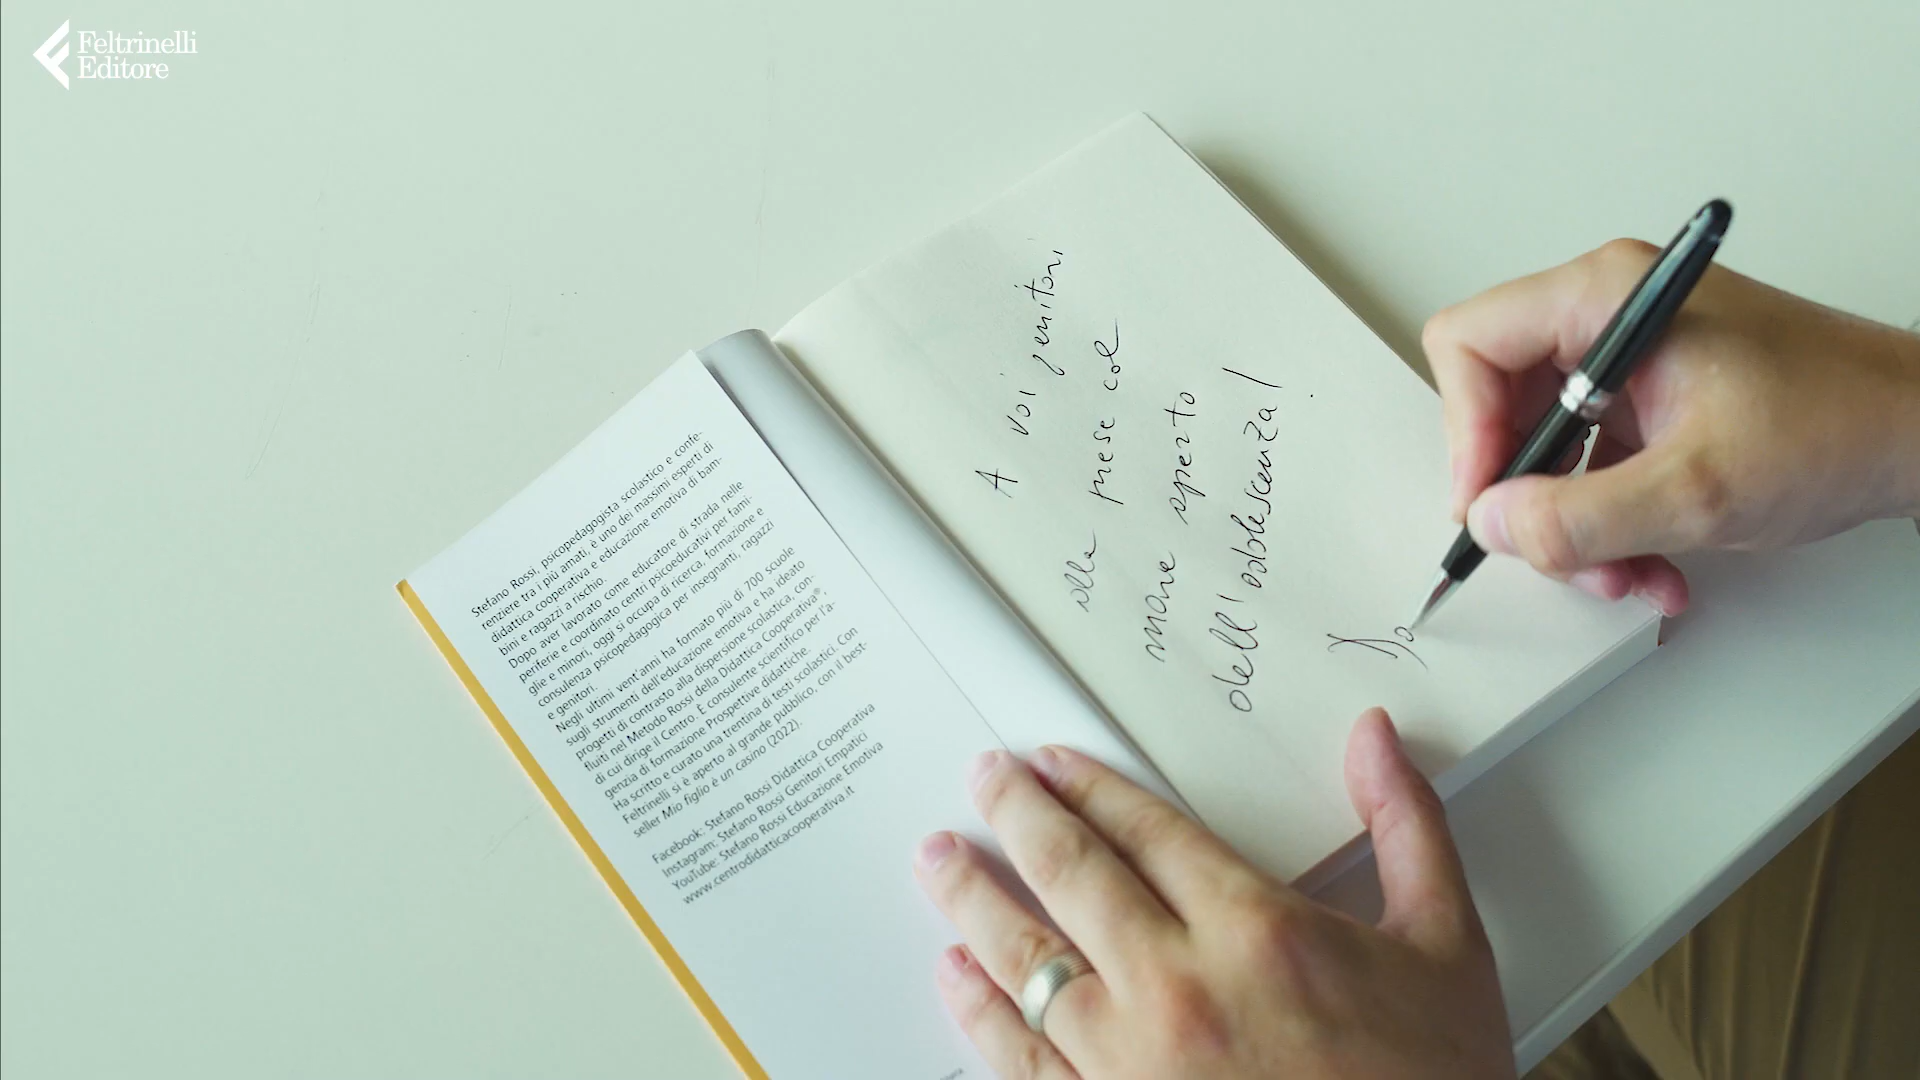 Feltrinelli
Editore
Stefano Rossi, psicopedagogista scolastico e confe-
renziere tra i più amati, è uno dei massimi esperti di
didattica cooperativa e educazione emotiva di bam-
bini e ragazzi a rischio.
Dopo aver lavorato come educatore di strada nelle
periferie e coordinato centri psicoeducativi per fami-
glie e minori, oggi si occupa di ricerca, formazione e
consulenza psicopedagogica per insegnanti, ragazzi
e genitori.
Negli ultimi vent'anni ha formato più di 700 scuole
sugli strumenti dell'educazione emotiva e ha ideato
progetti di contrasto alla dispersione scolastica, con-
fluiti nel Metodo Rossi della Didattica Cooperativa®,
di cui dirige il Centro. È consulente scientifico per l'a-
genzia di formazione Prospettive didattiche.
Ha scritto e curato una trentina di testi scolastici. Con
Feltrinelli si è aperto al grande pubblico, con il best-
seller Mio figlio è un casino (2022).
Facebook: Stefano Rossi Didattica Cooperativa
Instagram: Stefano Rossi Genitori Empatici
YouTube: Stefano Rossi Educazione Emotiva
www.centrodidatticacooperativa.it
A voi genitori
alle prese col
mare aperto
dell'adolescenza!